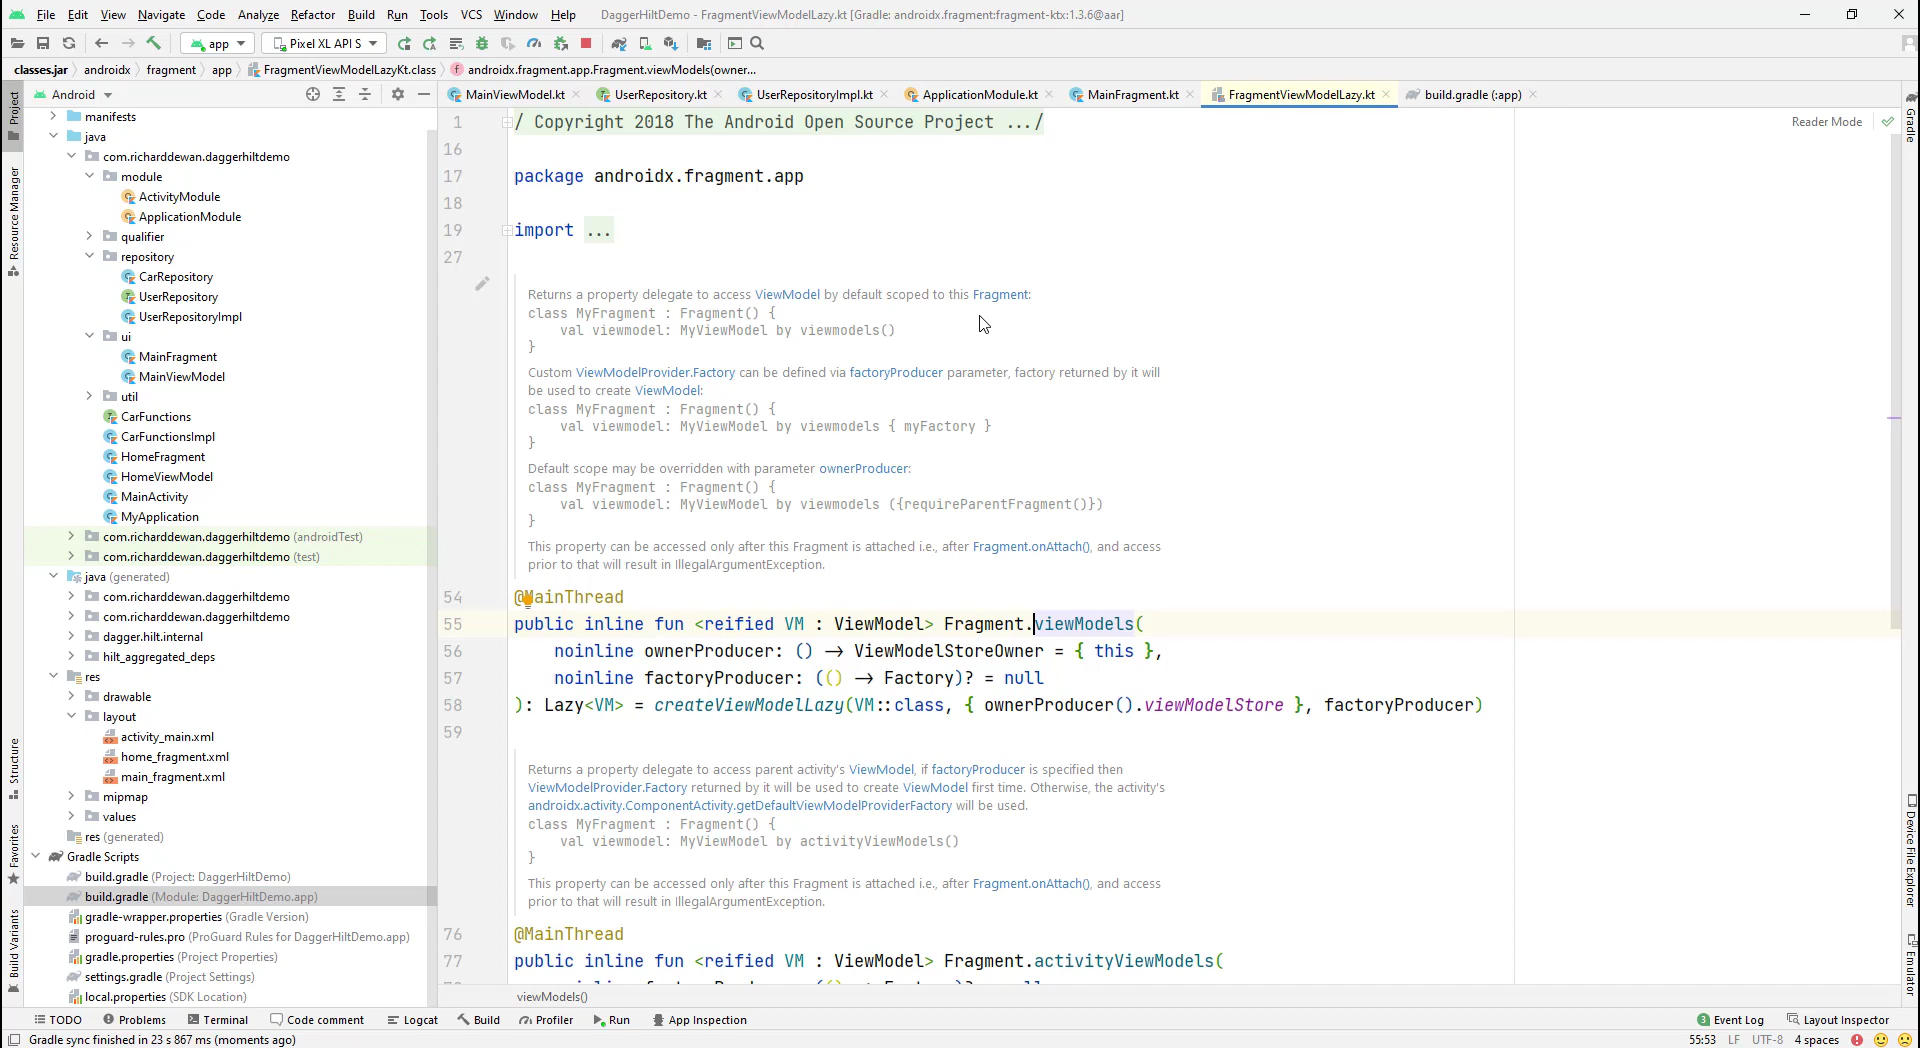 File Edit View Navigate Code Analyze Refactor Build Run Tools VCS Window Help DaggerHiltDemo - FragmentViewModelLazy.kt [Gradle: androidx.fragment:fragment-ktx:1.3.6@aar]
app Pixel XL API S
classes.jar androidx fragment app FragmentViewModelLazyKt.class androidx.fragment.app.Fragment.viewModels(owner...
Android
MainViewModel.kt UserRepository.kt UserRepositoryImpl.kt ApplicationModule.kt MainFragment.kt FragmentViewModelLazy.kt build.gradle (:app)
Project
Resource Manager
Structure
Favorites
Build Variants
manifests
java
com.richarddewan.daggerhiltdemo
module
ActivityModule
ApplicationModule
qualifier
repository
CarRepository
UserRepository
UserRepositoryImpl
ui
MainFragment
MainViewModel
util
CarFunctions
CarFunctionsImpl
HomeFragment
HomeViewModel
MainActivity
MyApplication
com.richarddewan.daggerhiltdemo (androidTest)
com.richarddewan.daggerhiltdemo (test)
java (generated)
com.richarddewan.daggerhiltdemo
com.richarddewan.daggerhiltdemo
dagger.hilt.internal
hilt_aggregated_deps
res
drawable
layout
activity_main.xml
home_fragment.xml
main_fragment.xml
mipmap
values
res (generated)
Gradle Scripts
build.gradle (Project: DaggerHiltDemo)
build.gradle (Module: DaggerHiltDemo.app)
gradle-wrapper.properties (Gradle Version)
proguard-rules.pro (ProGuard Rules for DaggerHiltDemo.app)
gradle.properties (Project Properties)
settings.gradle (Project Settings)
local.properties (SDK Location)
1 / Copyright 2018 The Android Open Source Project .../
Reader Mode
16
17 package androidx.fragment.app
18
19 import ...
27
Returns a property delegate to access ViewModel by default scoped to this Fragment:
class MyFragment : Fragment() {
val viewmodel: MyViewModel by viewmodels()
}
Custom ViewModelProvider.Factory can be defined via factoryProducer parameter, factory returned by it will
be used to create ViewModel:
class MyFragment : Fragment() {
val viewmodel: MyViewModel by viewmodels { myFactory }
}
Default scope may be overridden with parameter ownerProducer:
class MyFragment : Fragment() {
val viewmodel: MyViewModel by viewmodels ({requireParentFragment()})
}
This property can be accessed only after this Fragment is attached i.e., after Fragment.onAttach(), and access
prior to that will result in IllegalArgumentException.
54 @MainThread
55 public inline fun <reified VM : ViewModel> Fragment.viewModels(
56 noinline ownerProducer: () → ViewModelStoreOwner = { this },
57 noinline factoryProducer: (() → Factory)? = null
58 ): Lazy<VM> = createViewModelLazy(VM::class, { ownerProducer().viewModelStore }, factoryProducer)
59
Returns a property delegate to access parent activity's ViewModel, if factoryProducer is specified then
ViewModelProvider.Factory returned by it will be used to create ViewModel first time. Otherwise, the activity's
androidx.activity.ComponentActivity.getDefaultViewModelProviderFactory will be used.
class MyFragment : Fragment() {
val viewmodel: MyViewModel by activityViewModels()
}
This property can be accessed only after this Fragment is attached i.e., after Fragment.onAttach(), and access
prior to that will result in IllegalArgumentException.
76 @MainThread
77 public inline fun <reified VM : ViewModel> Fragment.activityViewModels(
viewModels()
Gradle
Device File Explorer
Emulator
TODO Problems Terminal Code comment Logcat Build Profiler Run App Inspection 3 Event Log Layout Inspector
Gradle sync finished in 23 s 867 ms (moments ago) 55:53 LF UTF-8 4 spaces